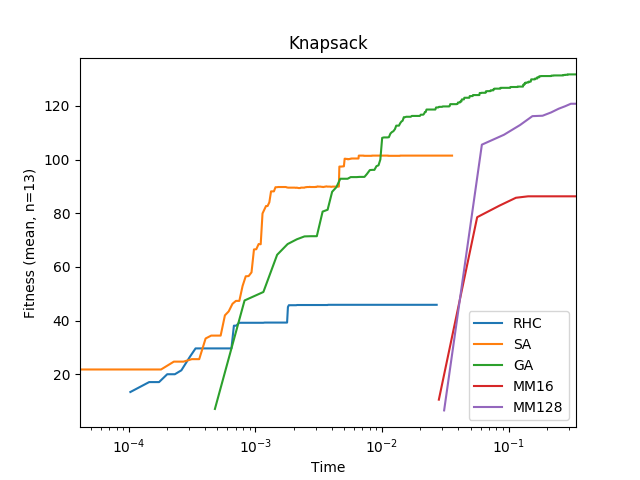 Knapsack
Fitness (mean, n=13)
120
100
80
60
40
20
10⁻⁴
10⁻³
10⁻²
10⁻¹
Time
RHC
SA
GA
MM16
MM128